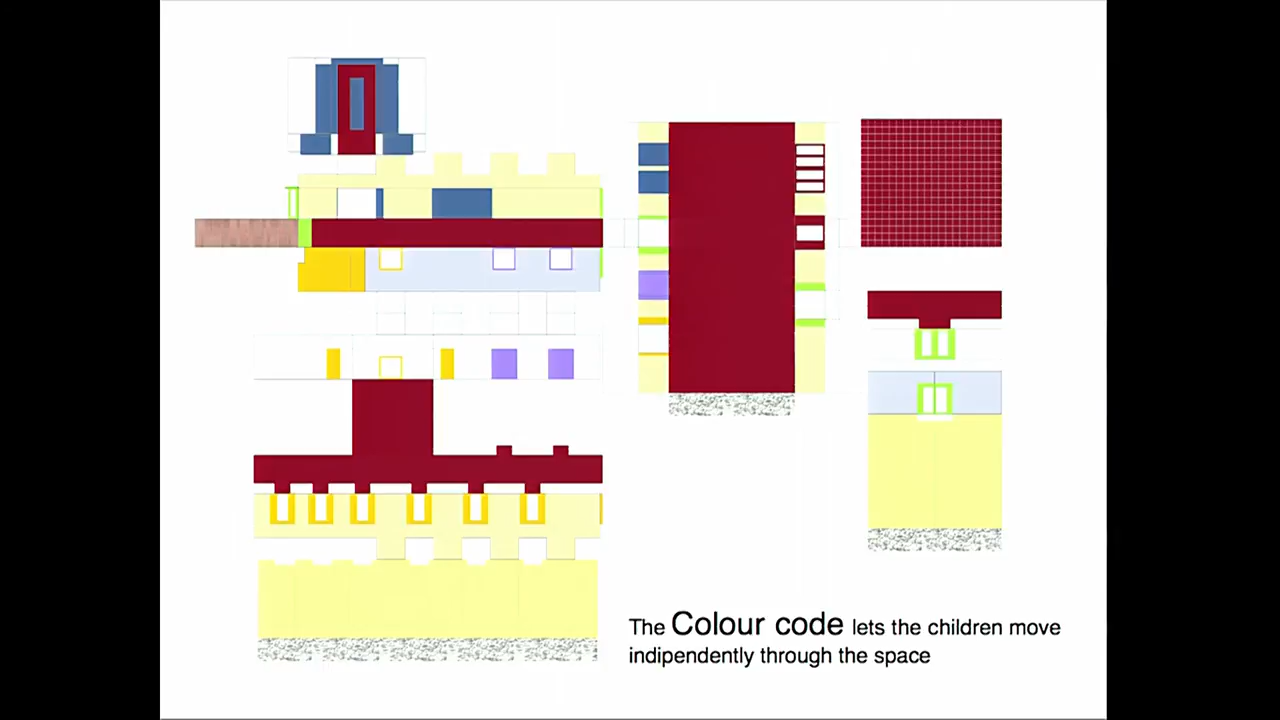 The Colour code lets the children move
indipendently through the space